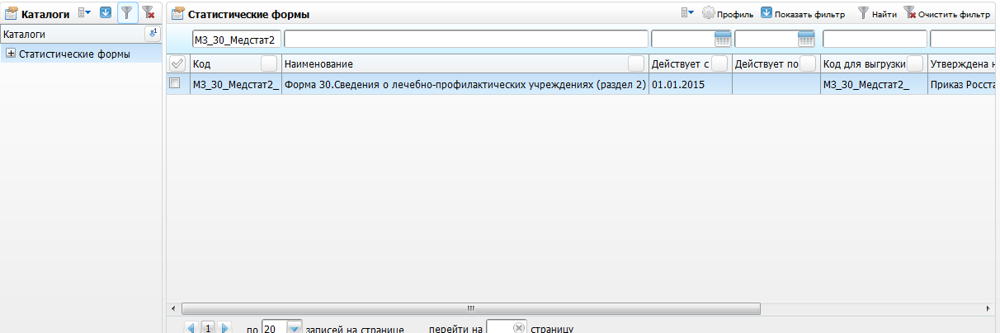 Каталоги
Каталоги
Статистические формы
Статистические формы
Профиль Показать фильтр Найти Очистить фильтр
МЗ_30_Медстат2
Код Наименование Действует с Действует по Код для выгрузки Утверждена н
МЗ_30_Медстат2_ Форма 30.Сведения о лечебно-профилактических учреждениях (раздел 2) 01.01.2015 МЗ_30_Медстат2_ Приказ Росста
1 по 20 записей на странице перейти на страницу